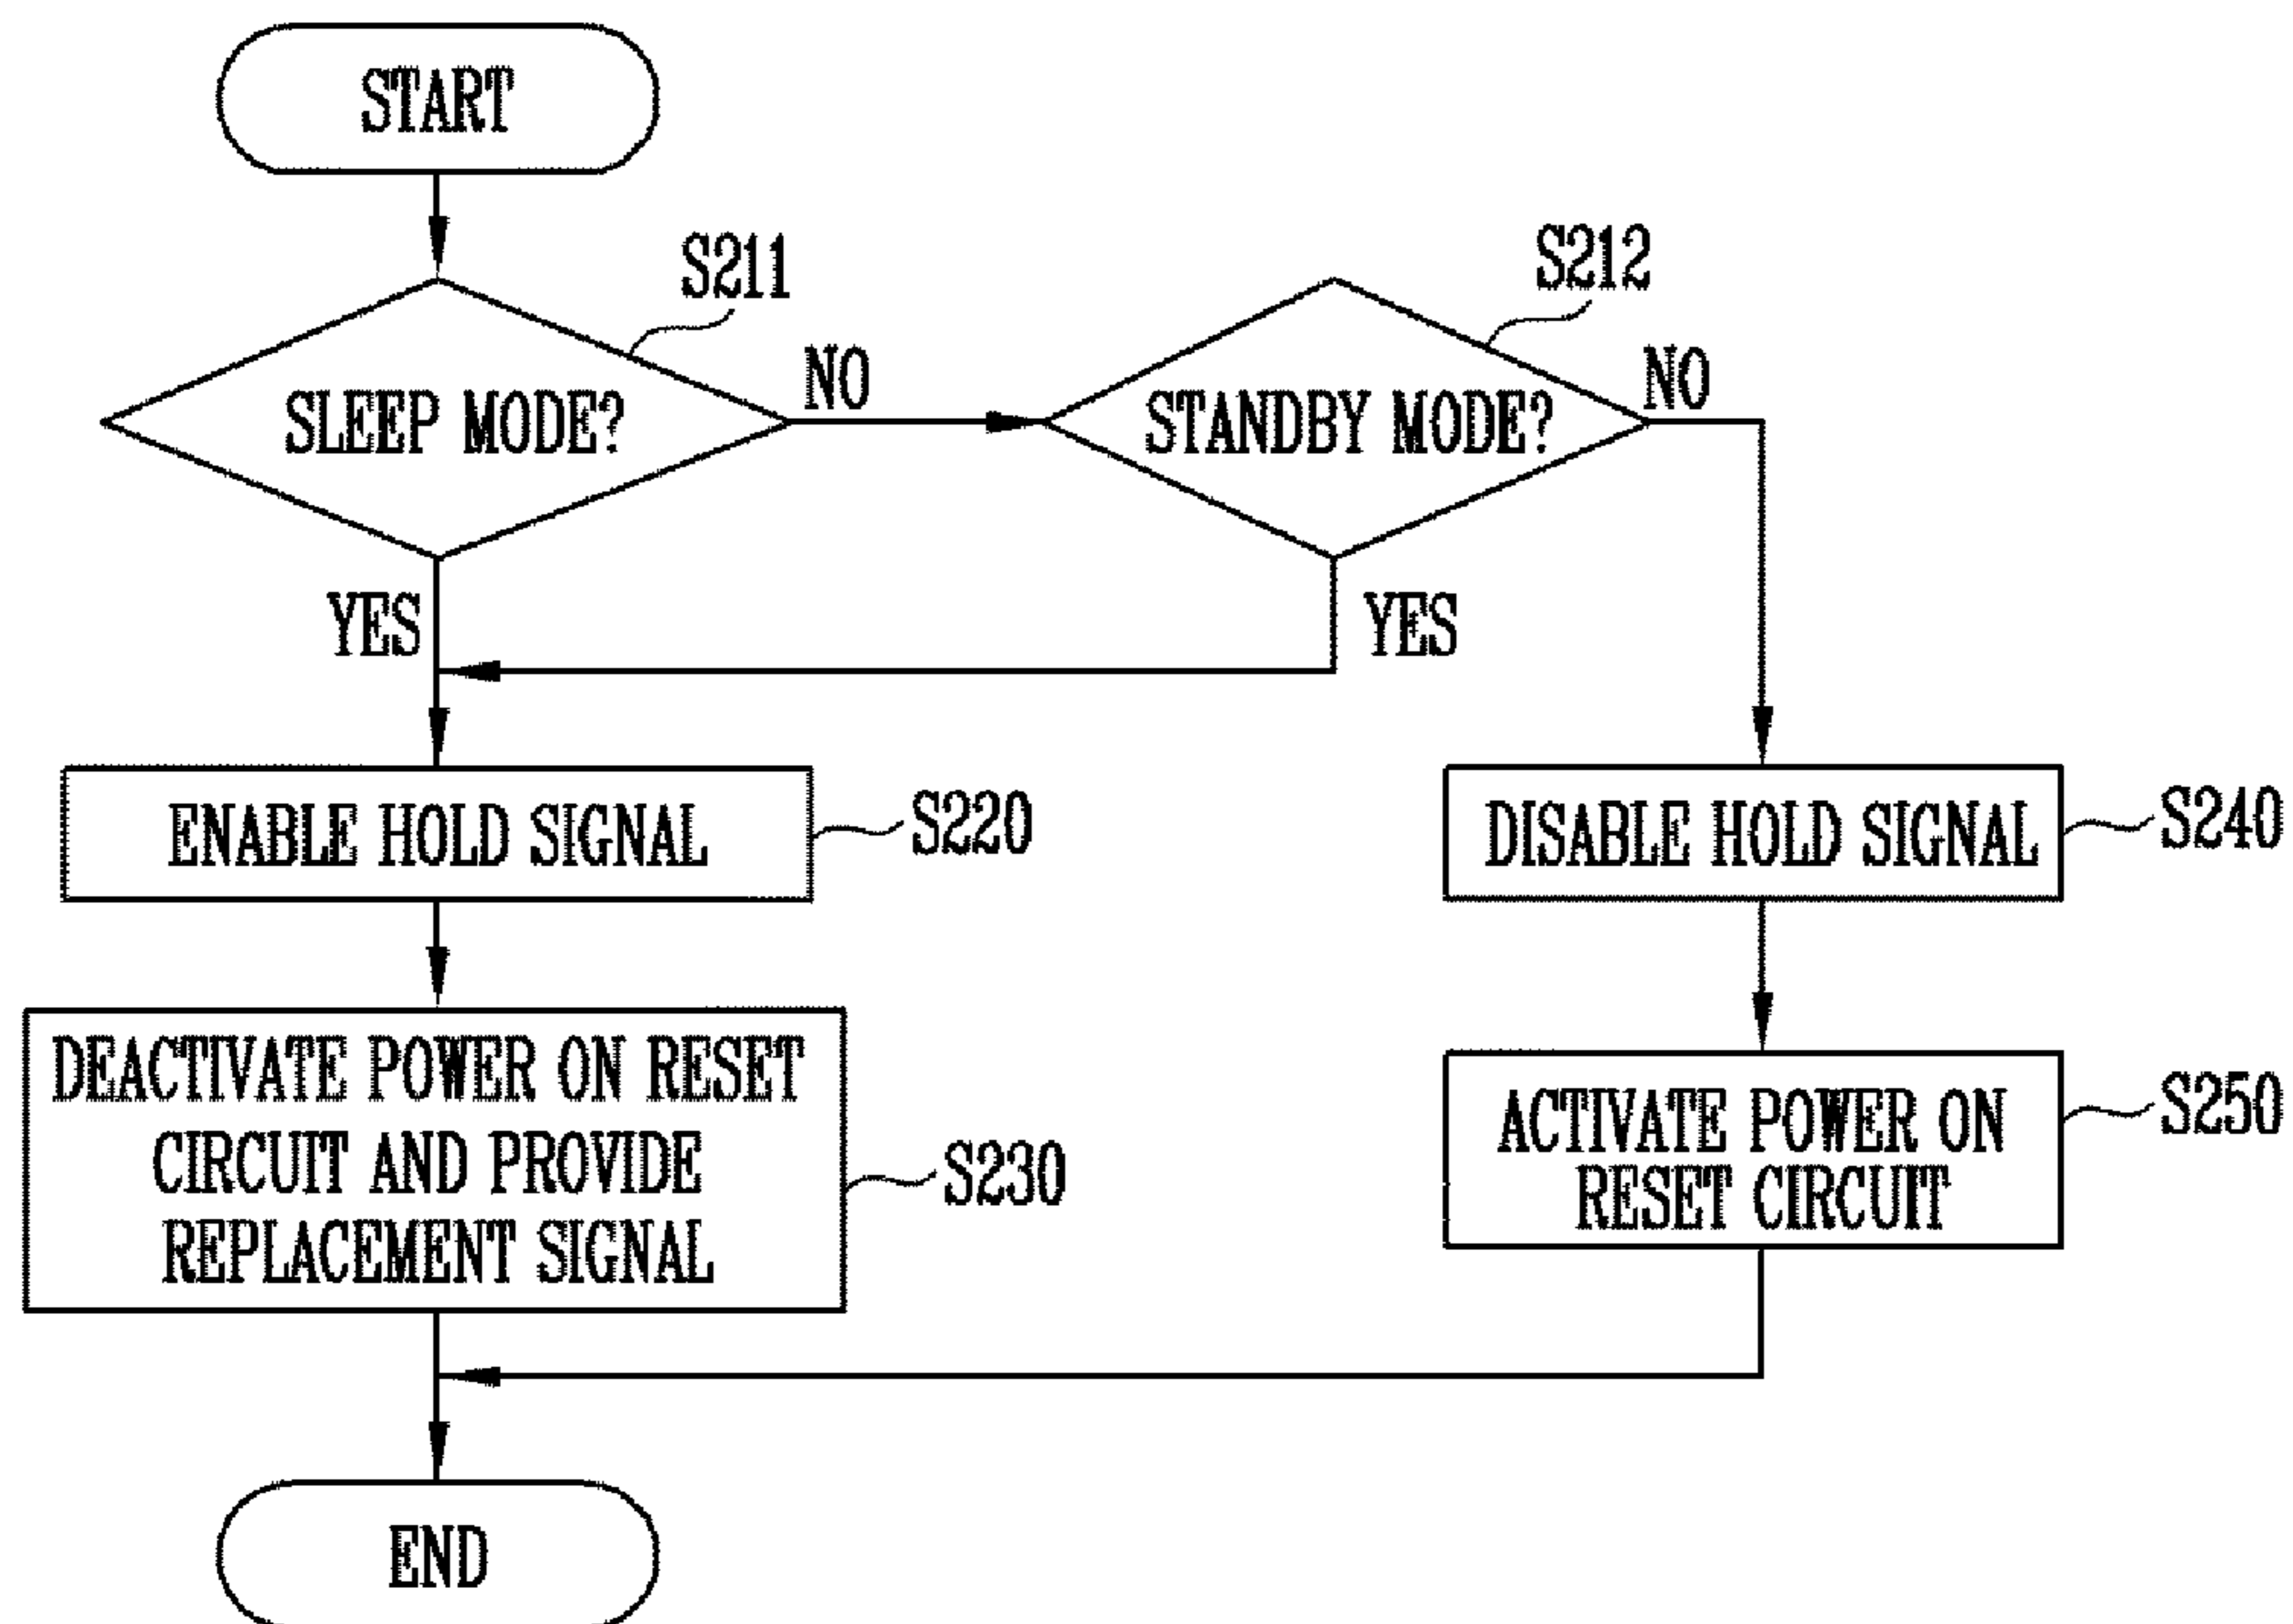 START
S211
S212
SLEEP MODE?
NO
STANDBY MODE?
NO
YES
YES
ENABLE HOLD SIGNAL
S220
DISABLE HOLD SIGNAL
S240
DEACTIVATE POWER ON RESET
CIRCUIT AND PROVIDE
REPLACEMENT SIGNAL
S230
ACTIVATE POWER ON
RESET CIRCUIT
S250
END